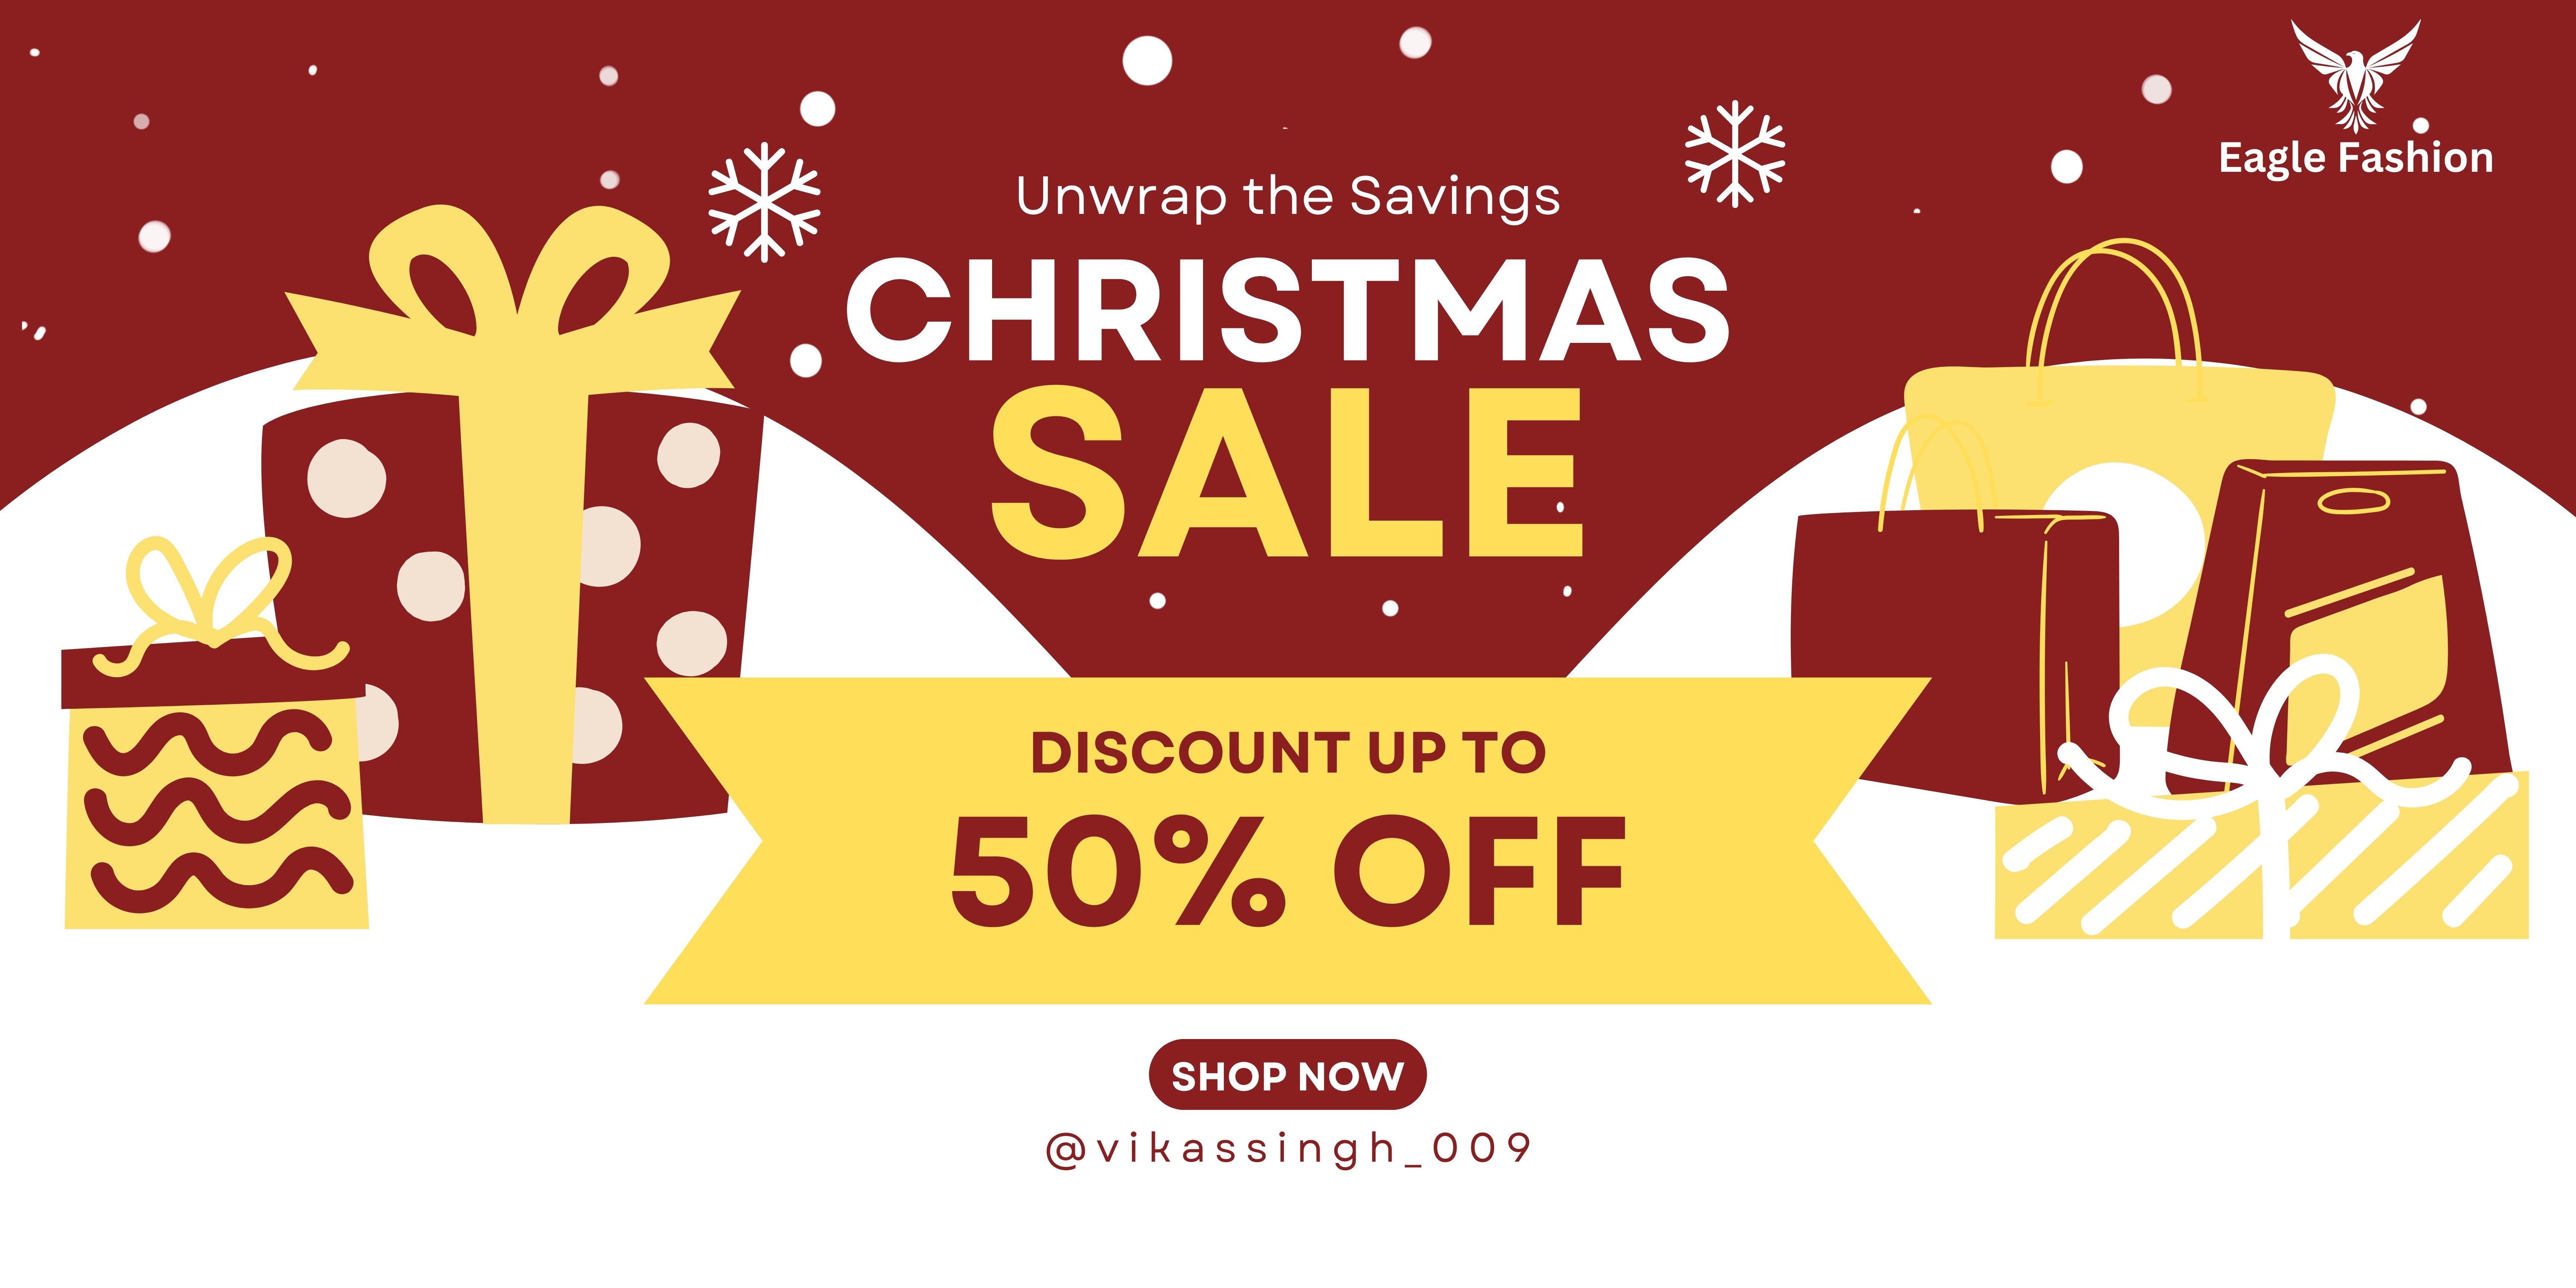 Eagle Fashion
Unwrap the Savings
CHRISTMAS
SALE
DISCOUNT UP TO
50% OFF
SHOP NOW
@vikassingh_009